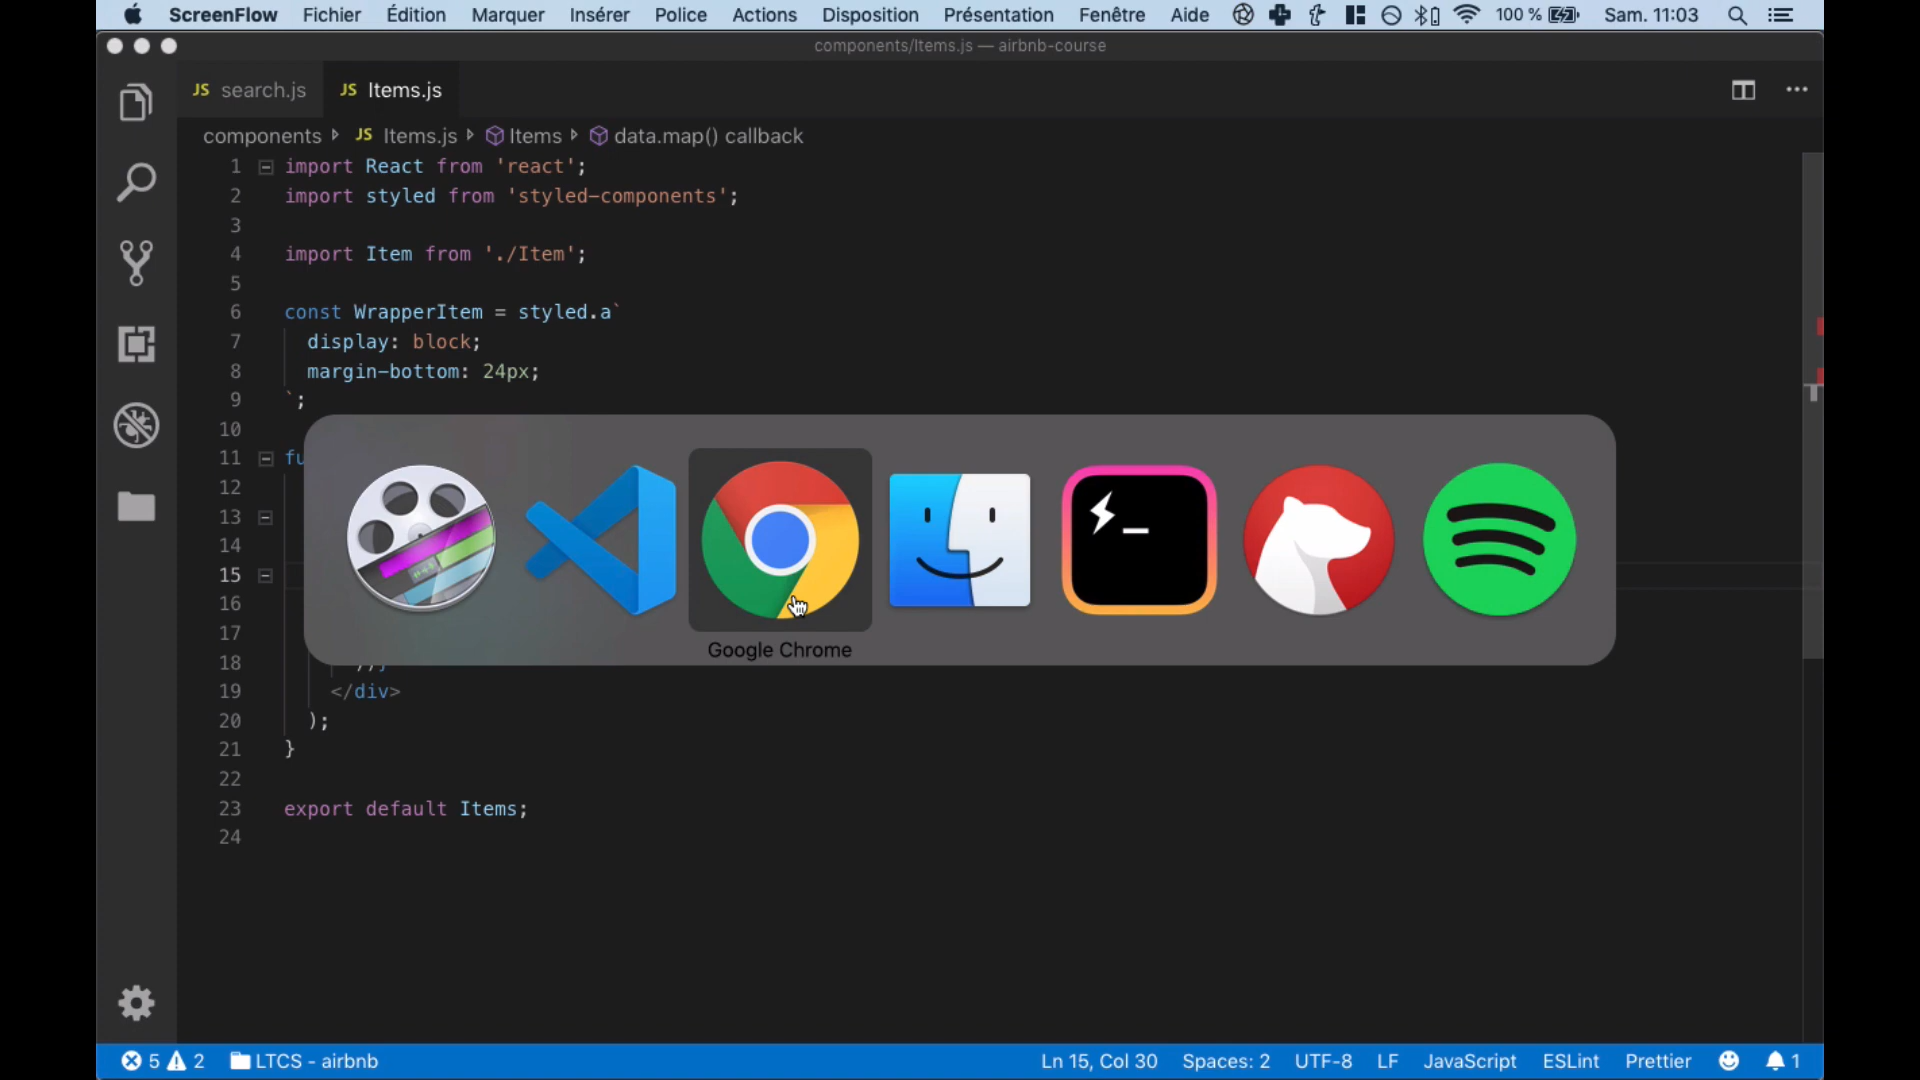 ScreenFlow Fichier Édition Marquer Insérer Police Actions Disposition Présentation Fenêtre Aide 100 % Sam. 11:03
components/Items.js — airbnb-course
JS search.js JS Items.js
components JS Items.js Items data.map() callback
1 import React from 'react';
2 import styled from 'styled-components';
3
4 import Item from './Item';
5
6 const WrapperItem = styled.a`
7 display: block;
8 margin-bottom: 24px;
9 `;
10
11 fu
12
13
14
15
16
17
18
19 </div>
20 );
21 }
22
23 export default Items;
24
Google Chrome
5 2 LTCS - airbnb Ln 15, Col 30 Spaces: 2 UTF-8 LF JavaScript ESLint Prettier 1